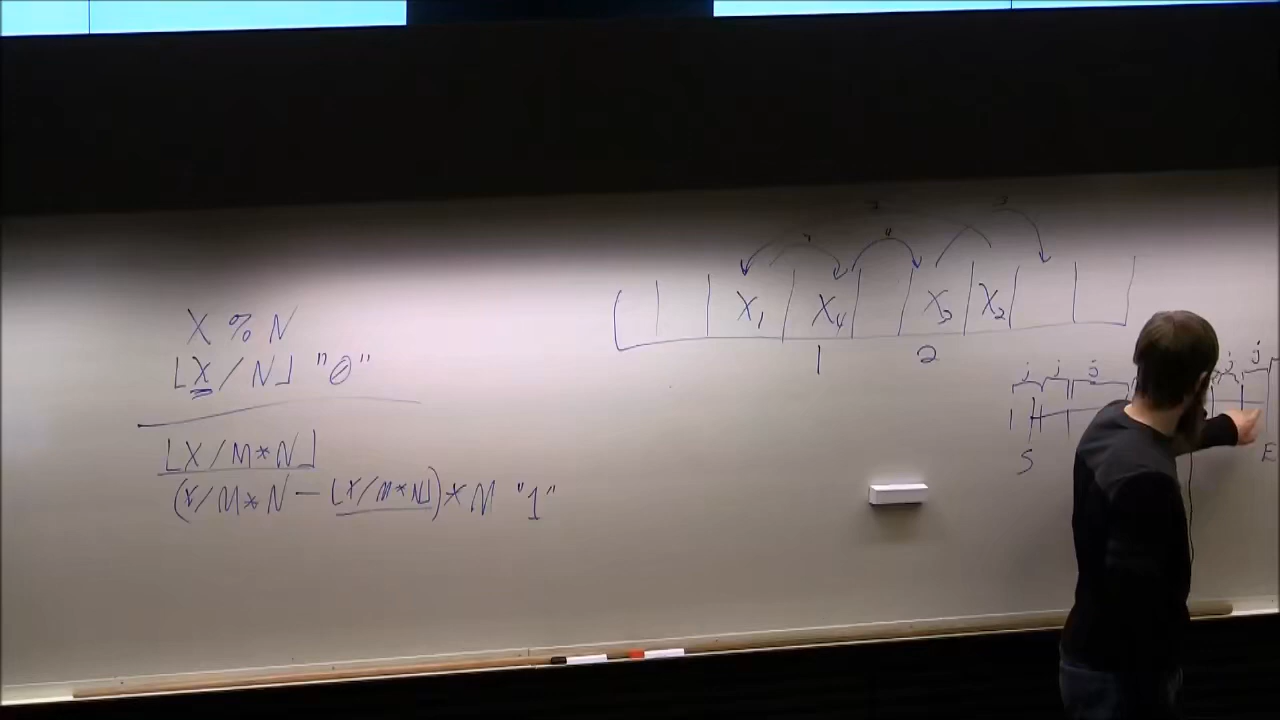 X % N
⌊X / N⌋ "0"
⌊X / M * N⌋
(X / M * N - ⌊X / M * N⌋) * M "1"
X₁ X₄ X₃ X₂
1 2
j j j j j
S E